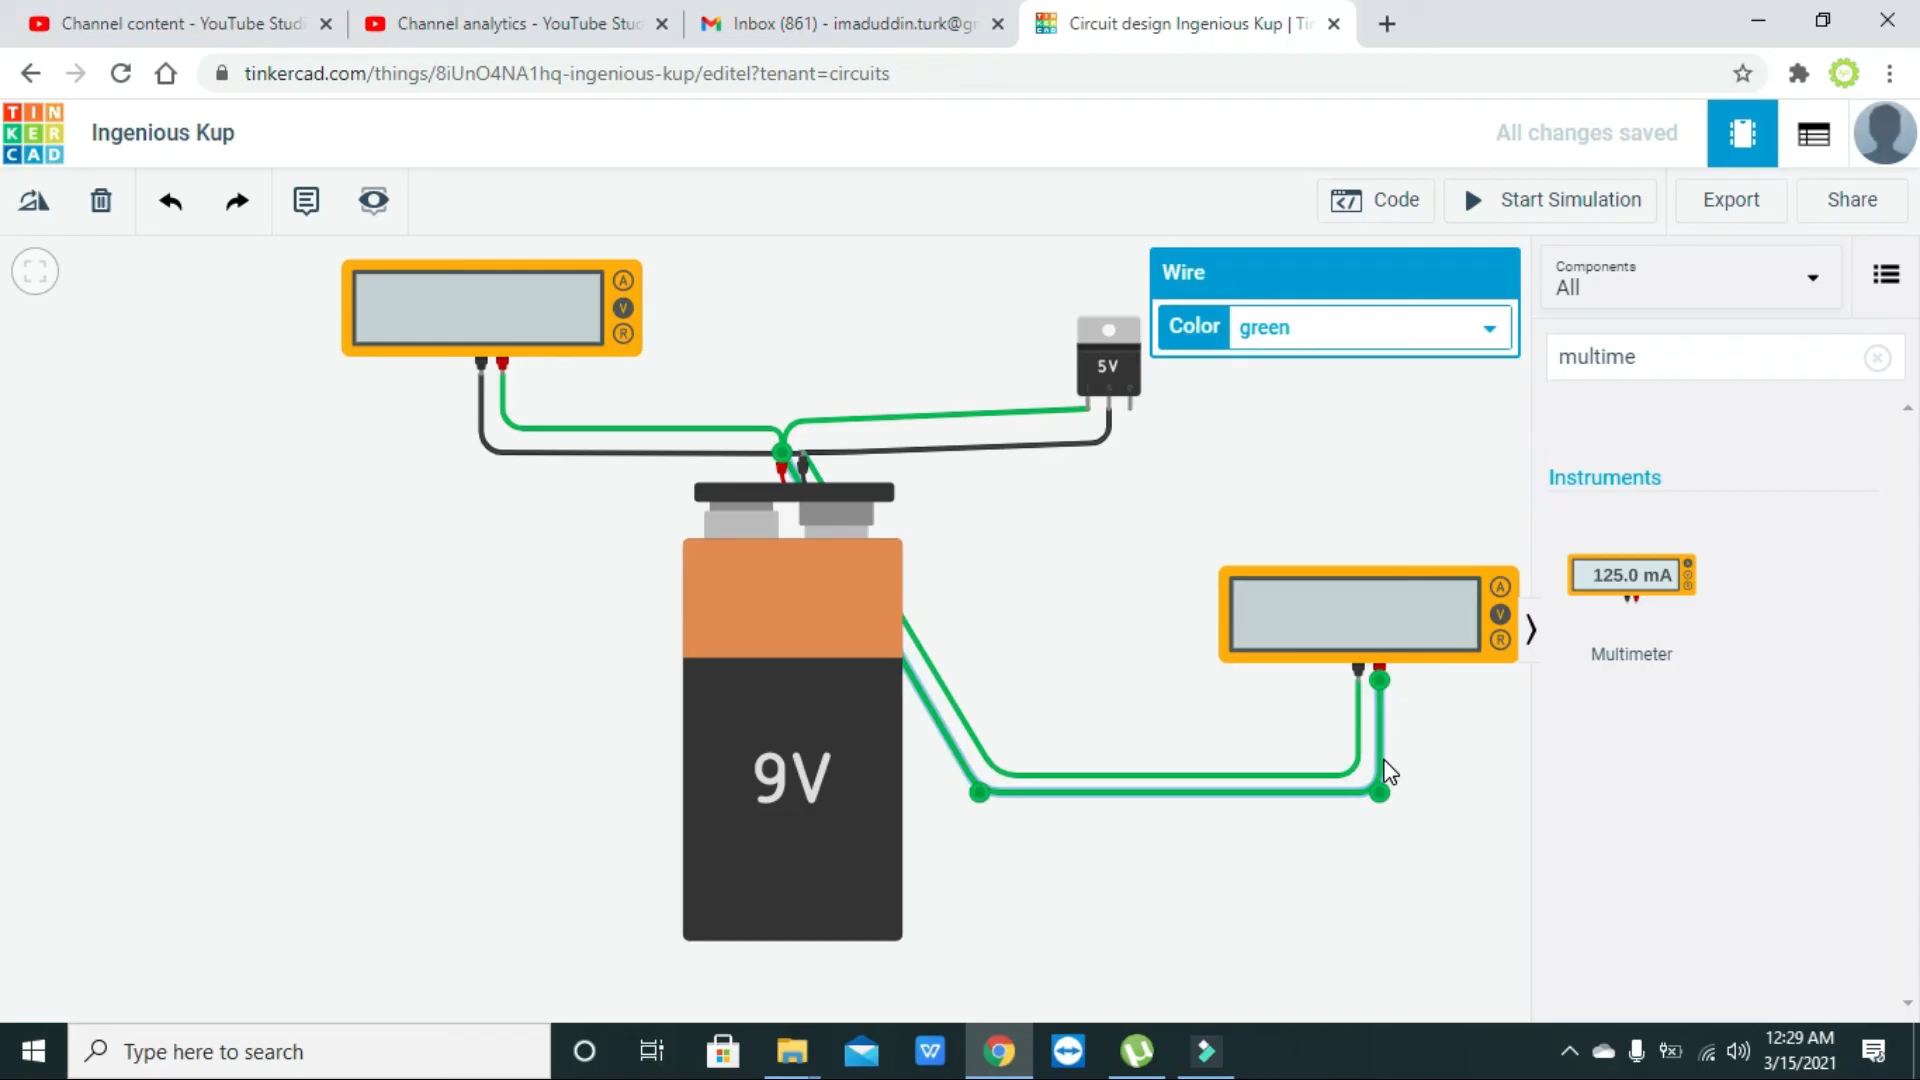 Channel content - YouTube Studi
Channel analytics - YouTube Stud
Inbox (861) - imaduddin.turk@gr
Circuit design Ingenious Kup | Tin
tinkercad.com/things/8iUnO4NA1hq-ingenious-kup/editel?tenant=circuits
TIN
KER
CAD
Ingenious Kup
All changes saved
Code
Start Simulation
Export
Share
A
V
R
Wire
Color green
5V
Components
All
multime
Instruments
125.0 mA
Multimeter
A
V
R
9V
Type here to search
12:29 AM
3/15/2021